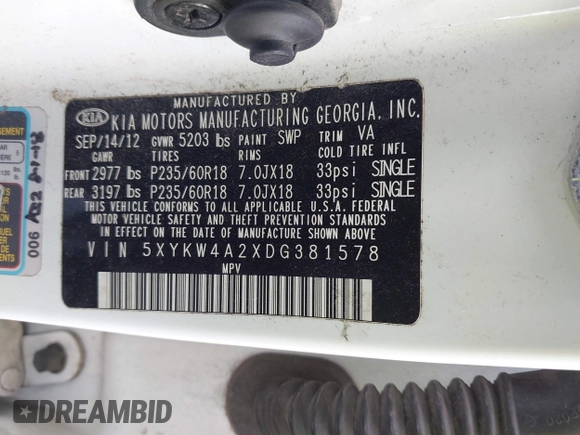 MANUFACTURED BY
KIA KIA MOTORS MANUFACTURING GEORGIA, INC.
SEP/14/12 GVWR 5203 lbs PAINT SWP TRIM VA
GAWR TIRES RIMS COLD TIRE INFL
FRONT 2977 lbs P235/60R18 7.0JX18 33psi SINGLE
REAR 3197 lbs P235/60R18 7.0JX18 33psi SINGLE
THIS VEHICLE CONFORMS TO ALL APPLICABLE U.S.A. FEDERAL
MOTOR VEHICLE SAFETY AND THEFT PREVENTION STANDARDS
IN EFFECT ON THE DATE OF MANUFACTURE SHOWN ABOVE
VIN 5XYKW4A2XDG381578
MPV
006
DREAMBID